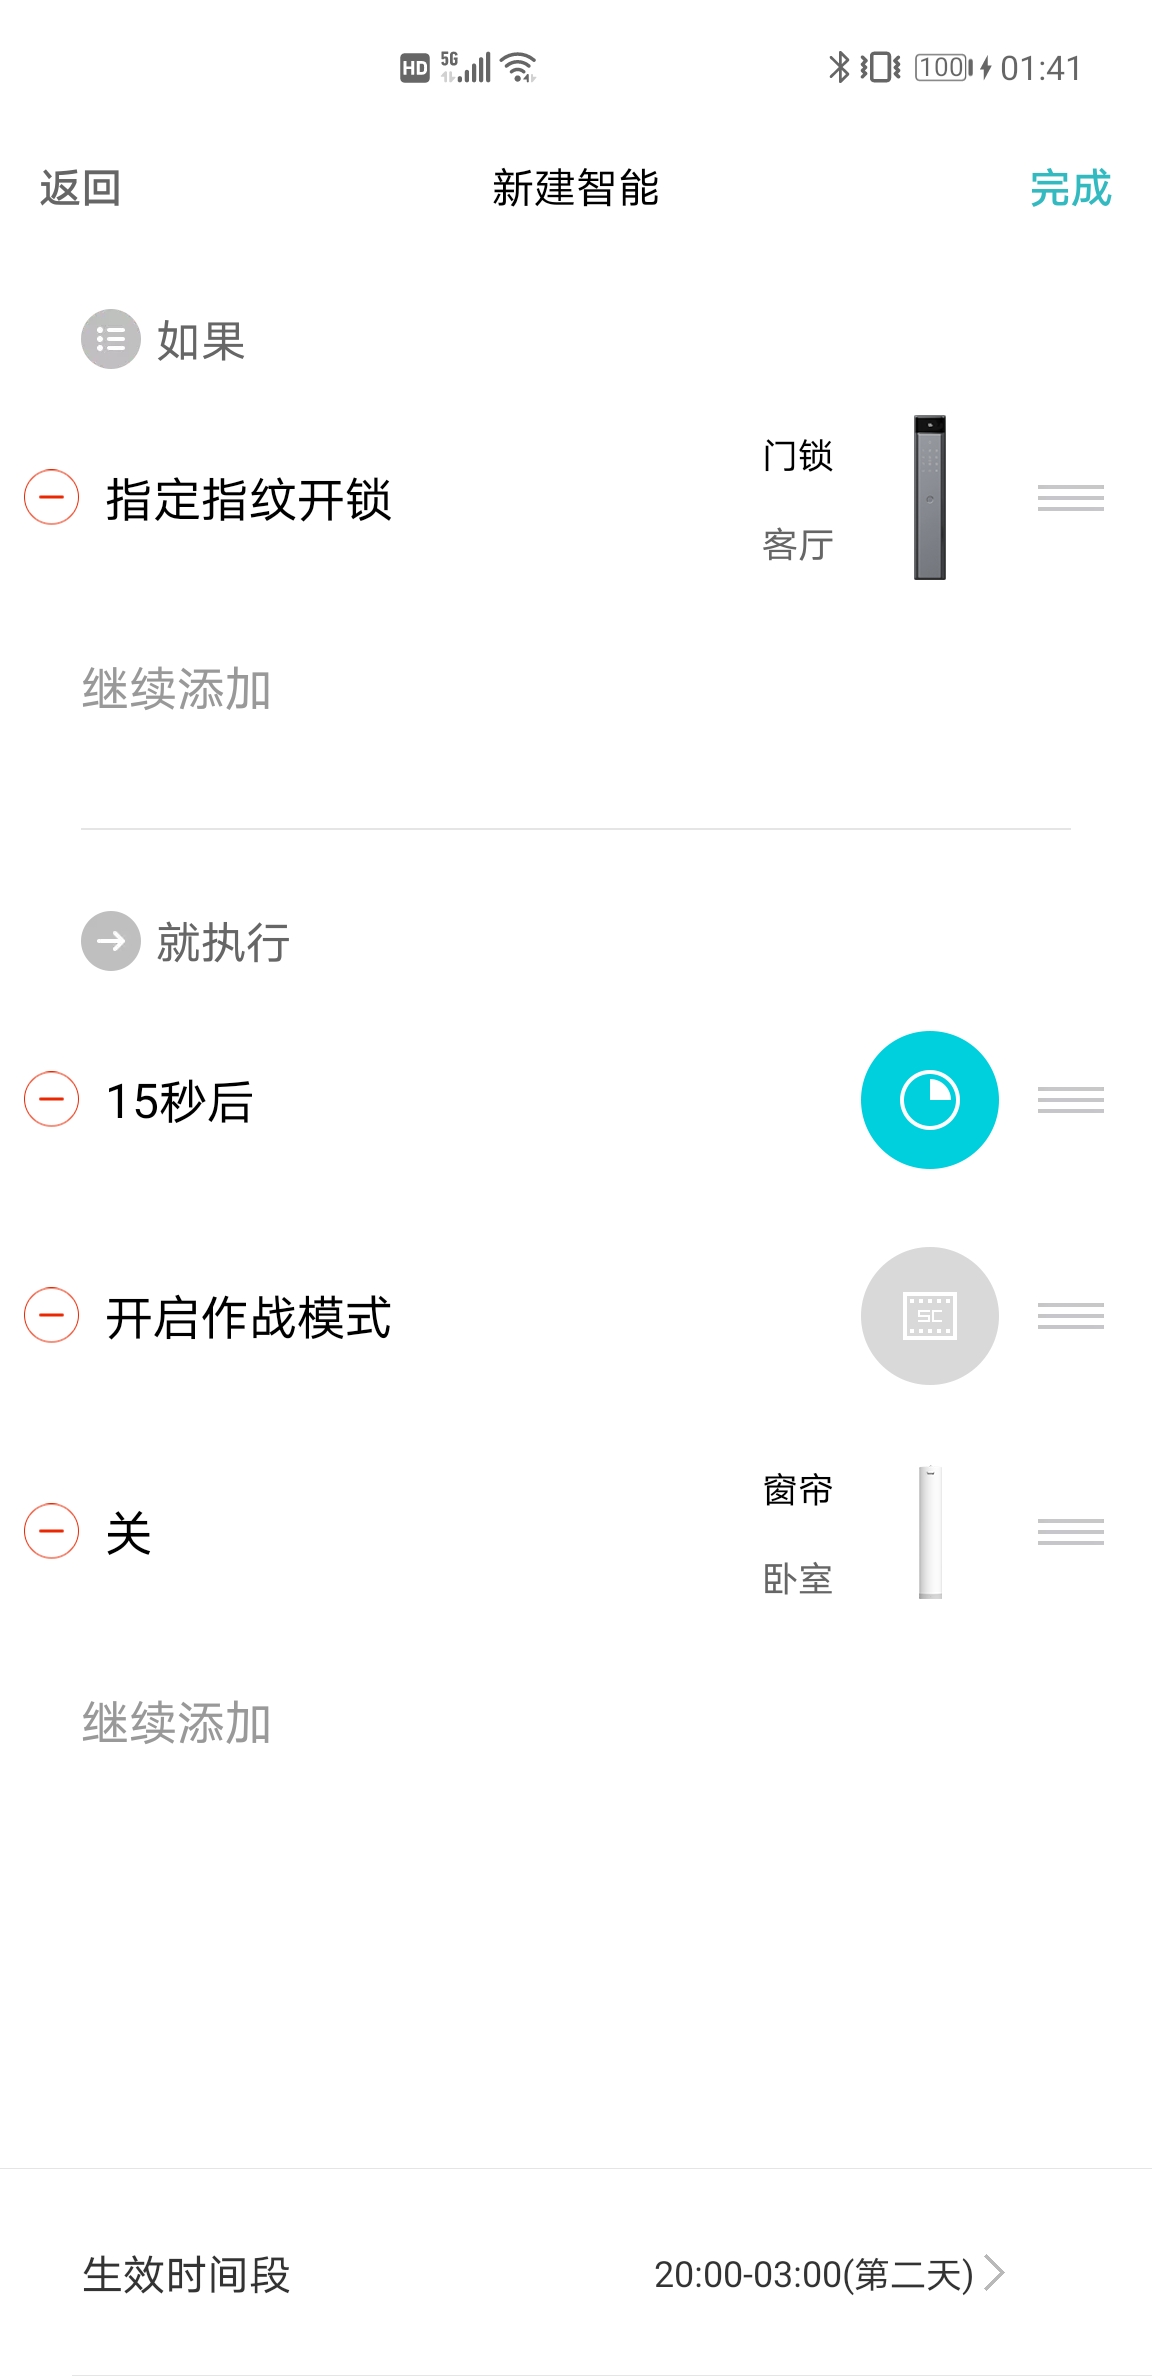 HD 5G 100 01:41
返回 新建智能 完成
如果
指定指纹开锁
门锁
客厅
继续添加
就执行
15秒后
开启作战模式
SC
关
窗帘
卧室
继续添加
生效时间段 20:00-03:00(第二天)